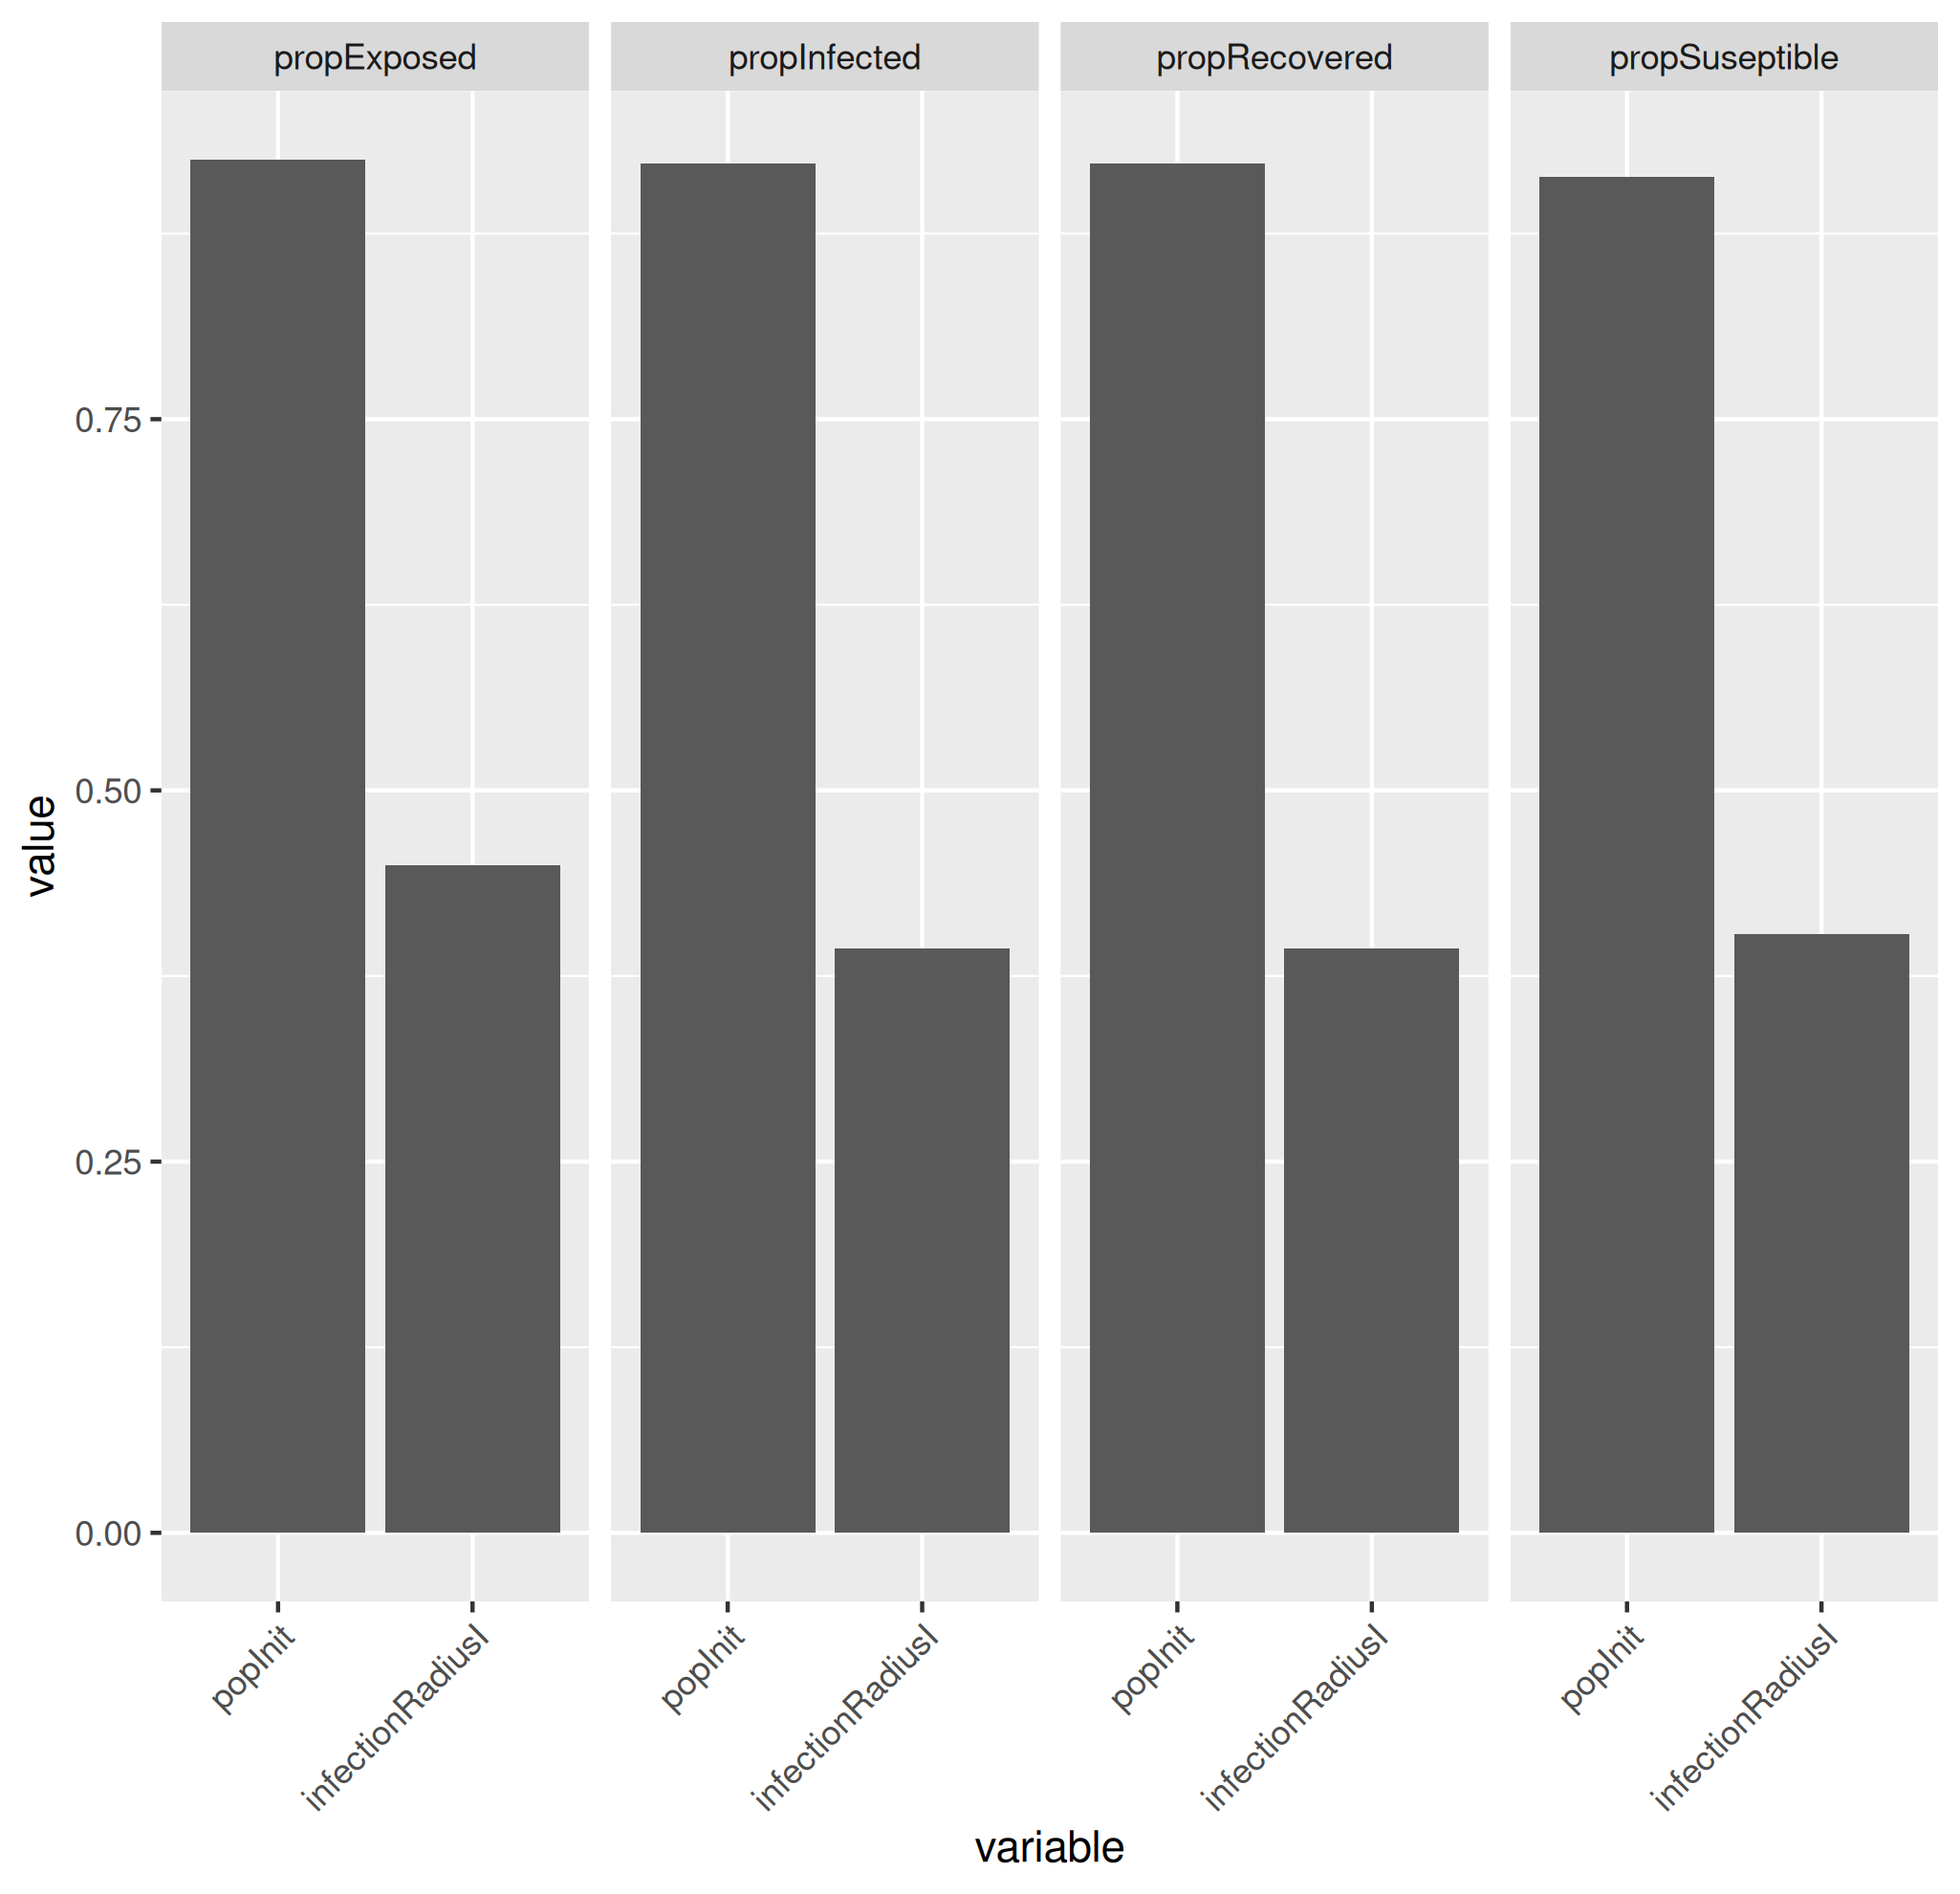 propExposed propInfected propRecovered propSuseptible
value
0.75
0.50
0.25
0.00
popInit infectionRadiusI popInit infectionRadiusI popInit infectionRadiusI popInit infectionRadiusI
variable